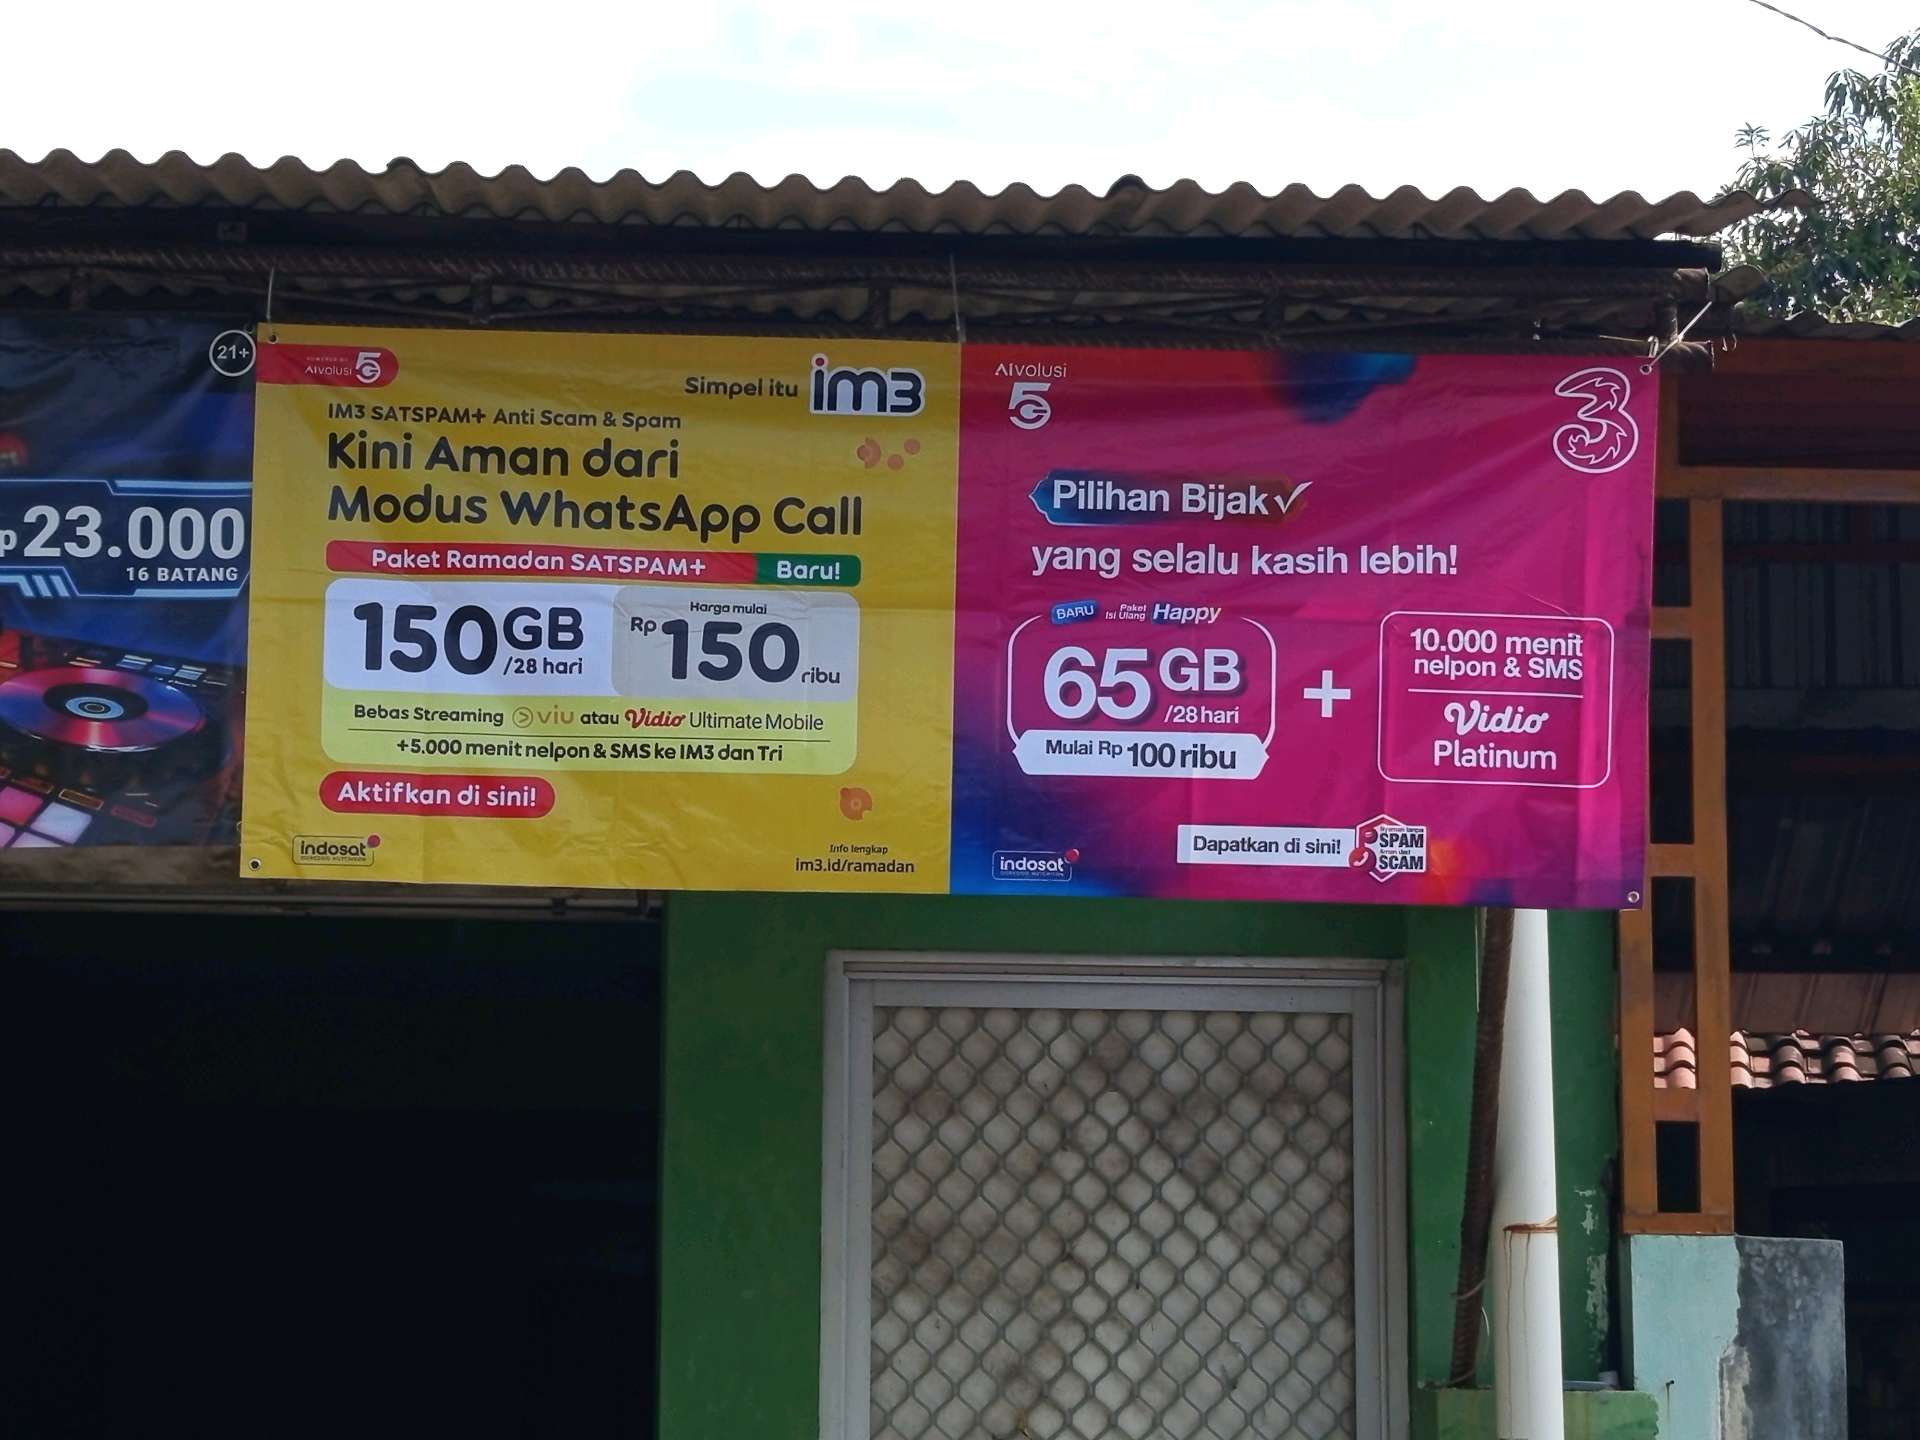 21+
23.000
16 BATANG
AIvolusi 5G
Simpel itu im3
IM3 SATSPAM+ Anti Scam & Spam
Kini Aman dari
Modus WhatsApp Call
Paket Ramadan SATSPAM+ Baru!
150GB /28 hari
Harga mulai
Rp 150 ribu
Bebas Streaming viu atau Vidio Ultimate Mobile
+5.000 menit nelpon & SMS ke IM3 dan Tri
Aktifkan di sini!
indosat
Info lengkap
im3.id/ramadan
AIvolusi
5G
3
Pilihan Bijak
yang selalu kasih lebih!
BARU Paket Isi Ulang Happy
65GB /28 hari
Mulai Rp 100 ribu
+
10.000 menit
nelpon & SMS
Vidio
Platinum
Dapatkan di sini!
SPAM
SCAM
indosat